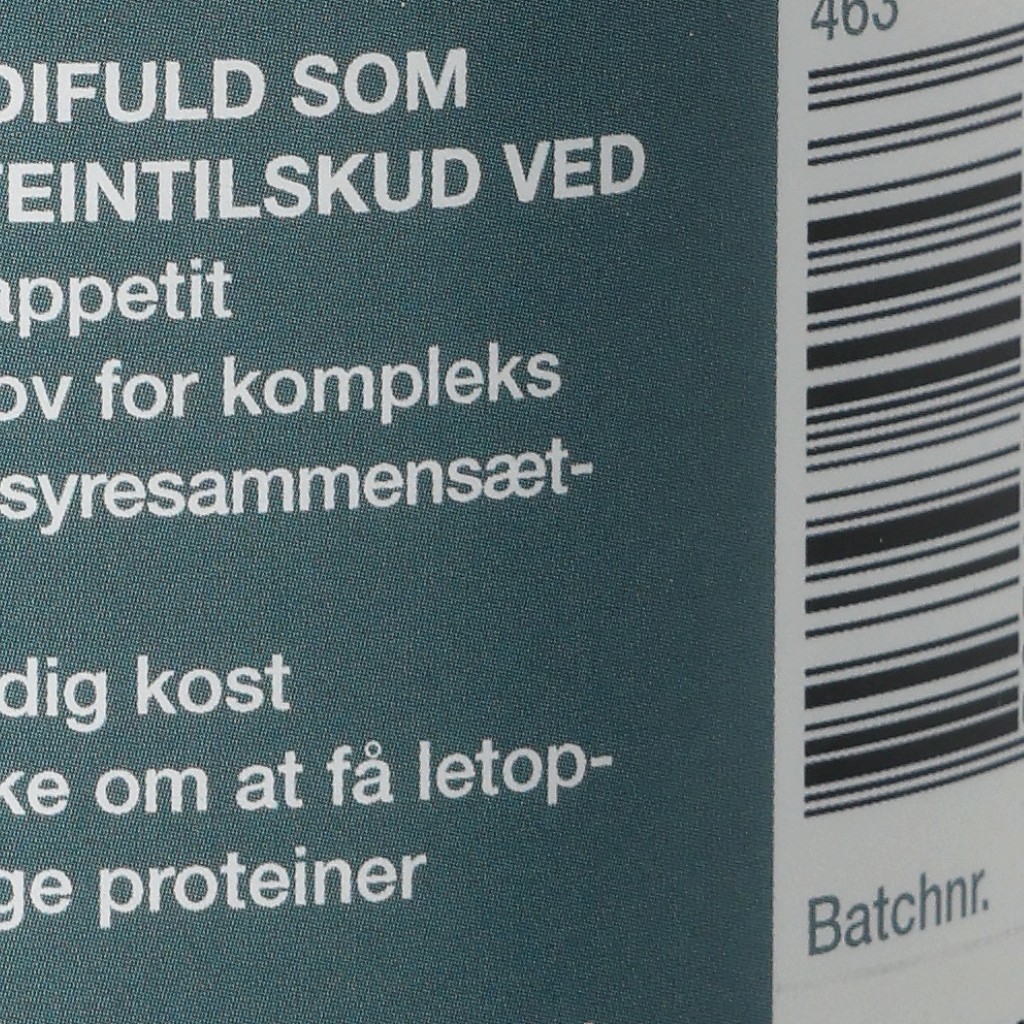 DIFULD SOM
TEINTILSKUD VED
appetit
ov for kompleks
syresammensæt-
dig kost
ke om at få letop-
ge proteiner
463
Batchnr.